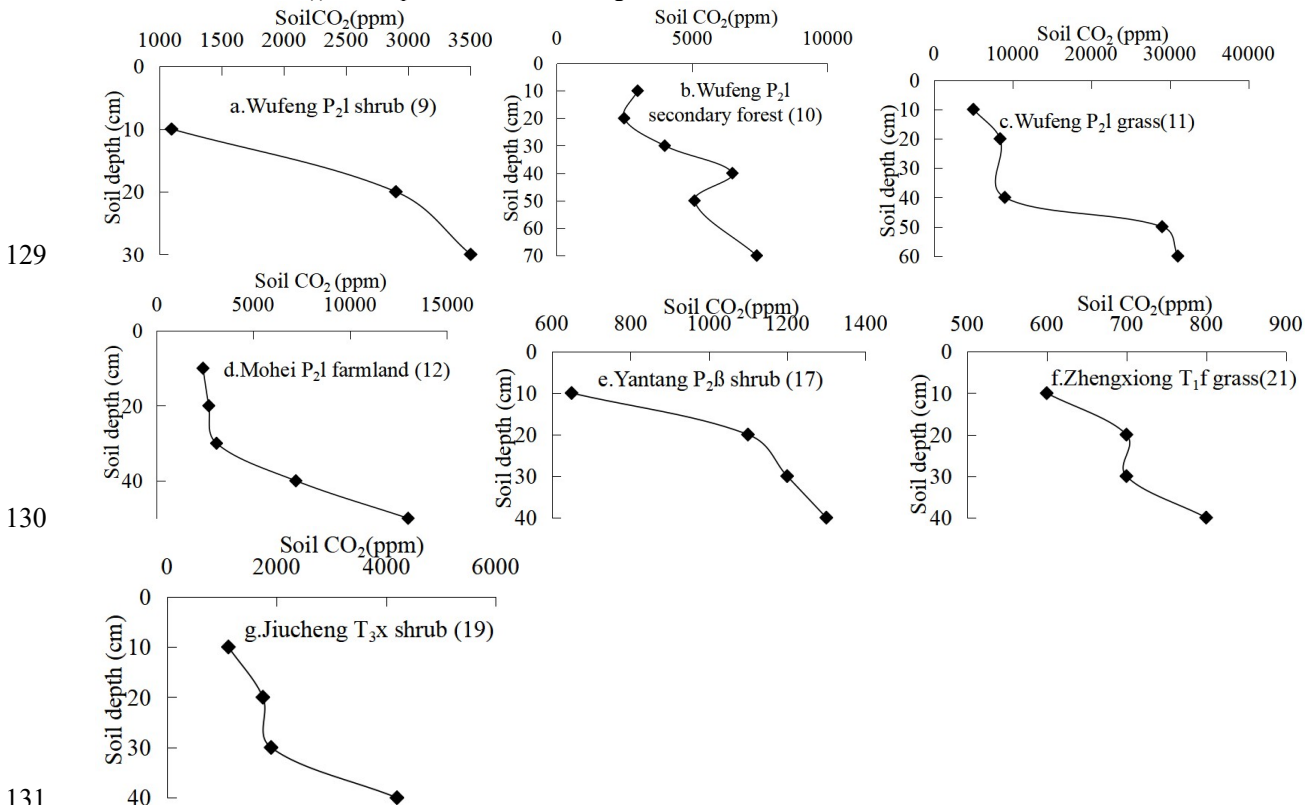 SoilCO₂(ppm)
1000 1500 2000 2500 2900 3500
0
10
20
30
Soil depth (cm)
a.Wufeng P₂l shrub (9)
Soil CO₂ (ppm)
0 5000 10000
0
10
20
30
40
50
60
70
Soil depth (cm)
b.Wufeng P₂l
secondary forest (10)
Soil CO₂ (ppm)
0 10000 20000 30000 40000
0
10
20
30
40
50
60
Soil depth (cm)
c.Wufeng P₂l grass(11)
129
Soil CO₂ (ppm)
0 5000 10000 15000
0
20
40
Soil depth (cm)
d.Mohei P₂l farmland (12)
Soil CO₂(ppm)
600 800 1000 1200 1400
0
10
20
30
40
Soil depth (cm)
e.Yantang P₂ß shrub (17)
Soil CO₂(ppm)
500 600 700 800 900
0
10
20
30
40
Soil depth (cm)
f.Zhengxiong T₁f grass(21)
130
Soil CO₂(ppm)
0 2000 4000 6000
0
10
20
30
40
Soil depth (cm)
g.Jiucheng T₃x shrub (19)
131